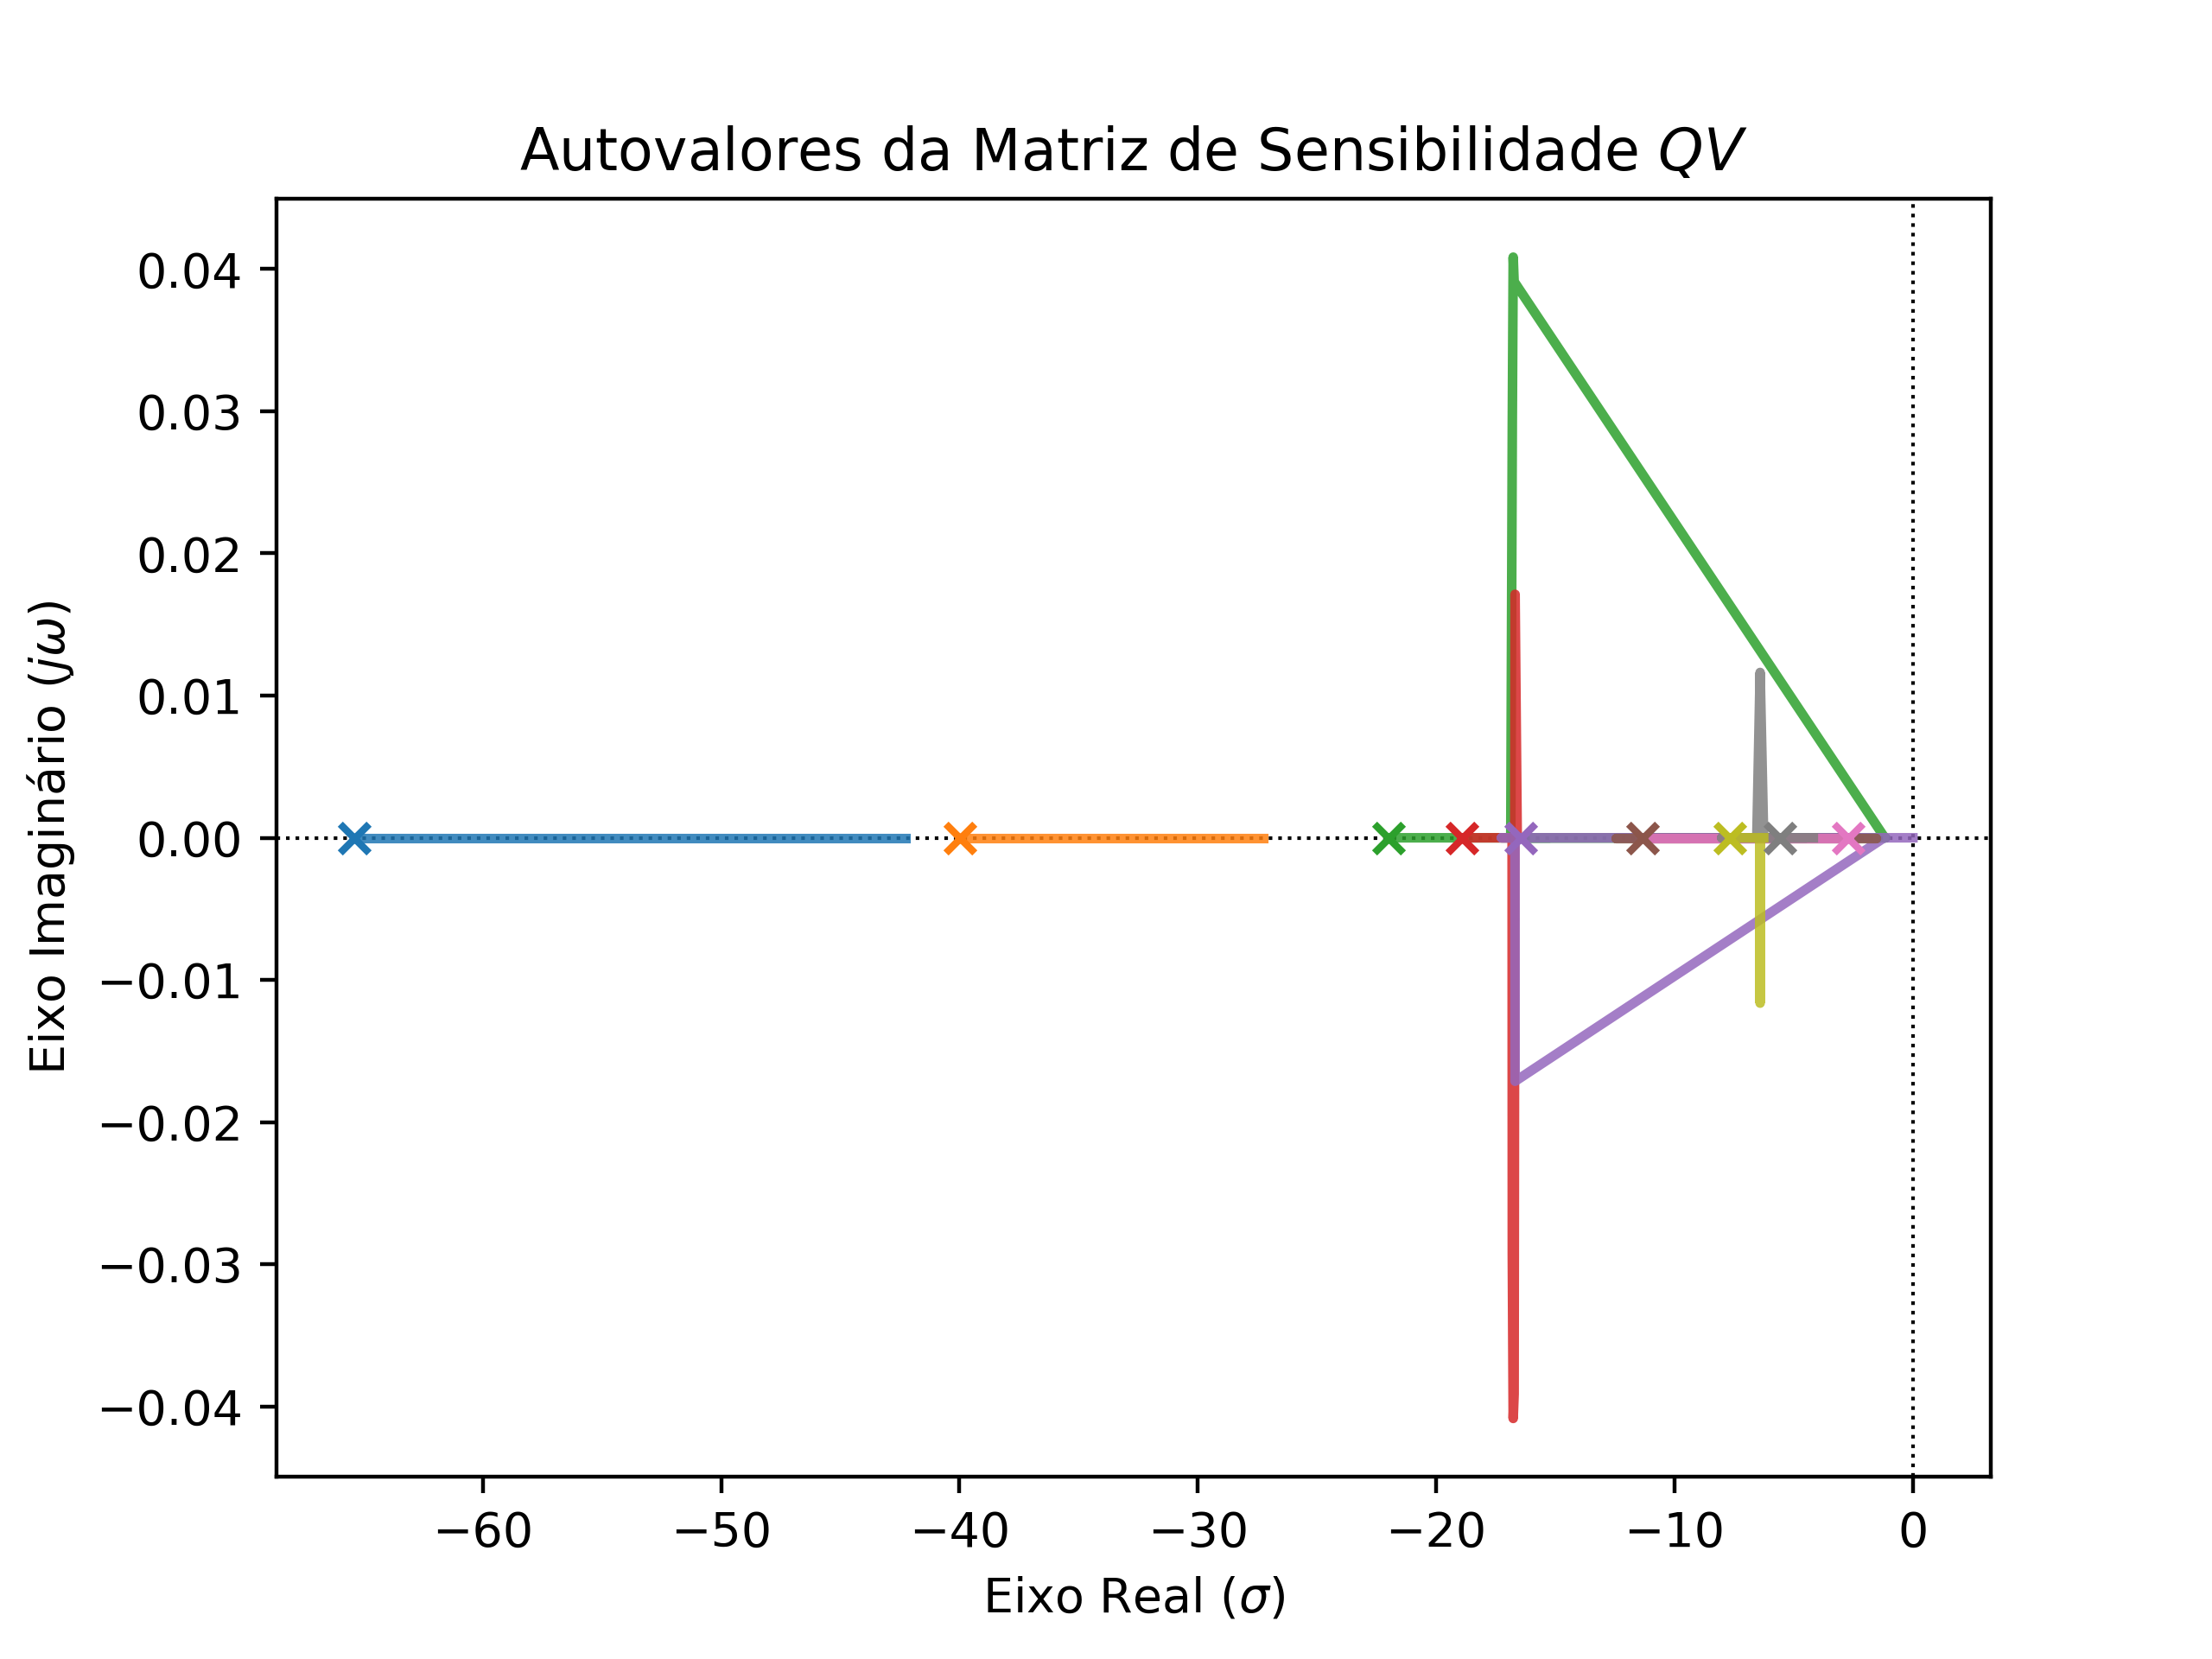 Autovalores da Matriz de Sensibilidade QV
0.04
0.03
0.02
0.01
0.00
−0.01
−0.02
−0.03
−0.04
Eixo Imaginário (jω)
−60 −50 −40 −30 −20 −10 0
Eixo Real (σ)